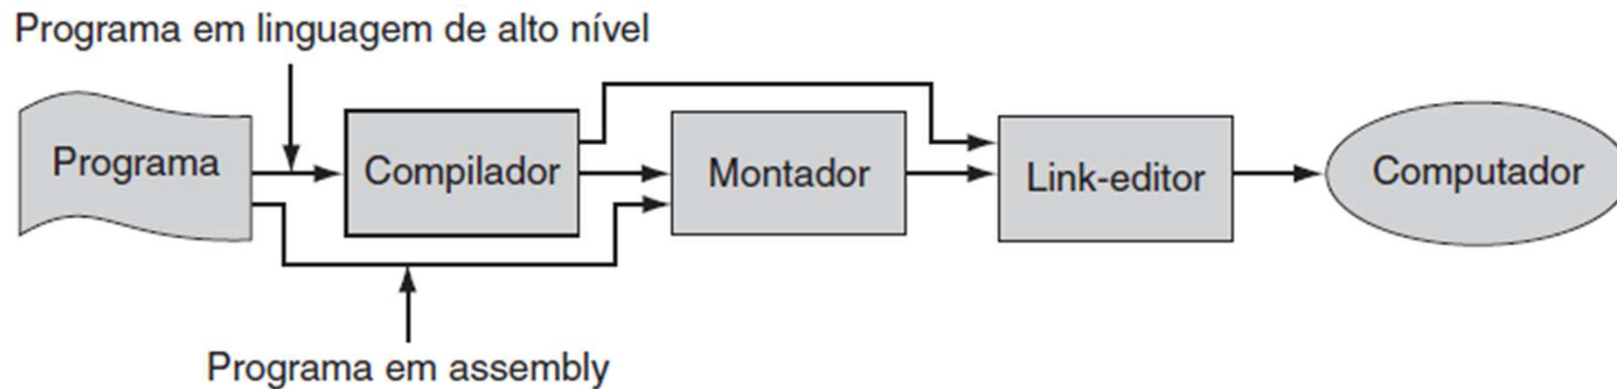 Programa em linguagem de alto nível
Programa
Compilador
Montador
Link-editor
Computador
Programa em assembly